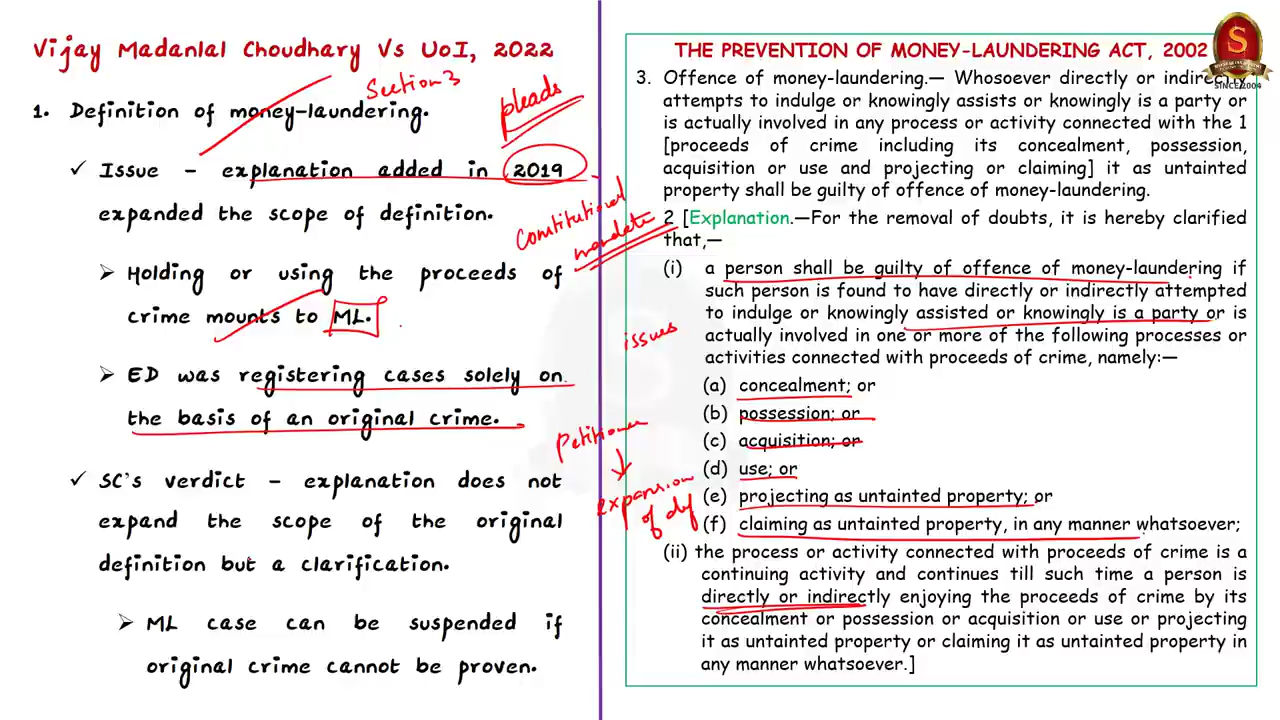 Vijay Madanlal Choudhary Vs UoI, 2022
Section 3
pleads
1. Definition of money-laundering.
✓ Issue – explanation added in 2019
expanded the scope of definition.
Constitutional
mandate
➤ Holding or using the proceeds of
crime mounts to ML.
issues
➤ ED was registering cases solely on
the basis of an original crime.
Petitioner
↓
expansion
of def
✓ SC's verdict – explanation does not
expand the scope of the original
definition but a clarification.
➤ ML case can be suspended if
original crime cannot be proven.
S
SINCE 2004
THE PREVENTION OF MONEY-LAUNDERING ACT, 2002
3. Offence of money-laundering.— Whosoever directly or indirectly
attempts to indulge or knowingly assists or knowingly is a party or
is actually involved in any process or activity connected with the 1
[proceeds of crime including its concealment, possession,
acquisition or use and projecting or claiming] it as untainted
property shall be guilty of offence of money-laundering.
2 [Explanation.—For the removal of doubts, it is hereby clarified
that,—
(i) a person shall be guilty of offence of money-laundering if
such person is found to have directly or indirectly attempted
to indulge or knowingly assisted or knowingly is a party or is
actually involved in one or more of the following processes or
activities connected with proceeds of crime, namely:—
(a) concealment; or
(b) possession; or
(c) acquisition; or
(d) use; or
(e) projecting as untainted property; or
(f) claiming as untainted property, in any manner whatsoever;
(ii) the process or activity connected with proceeds of crime is a
continuing activity and continues till such time a person is
directly or indirectly enjoying the proceeds of crime by its
concealment or possession or acquisition or use or projecting
it as untainted property or claiming it as untainted property in
any manner whatsoever.]